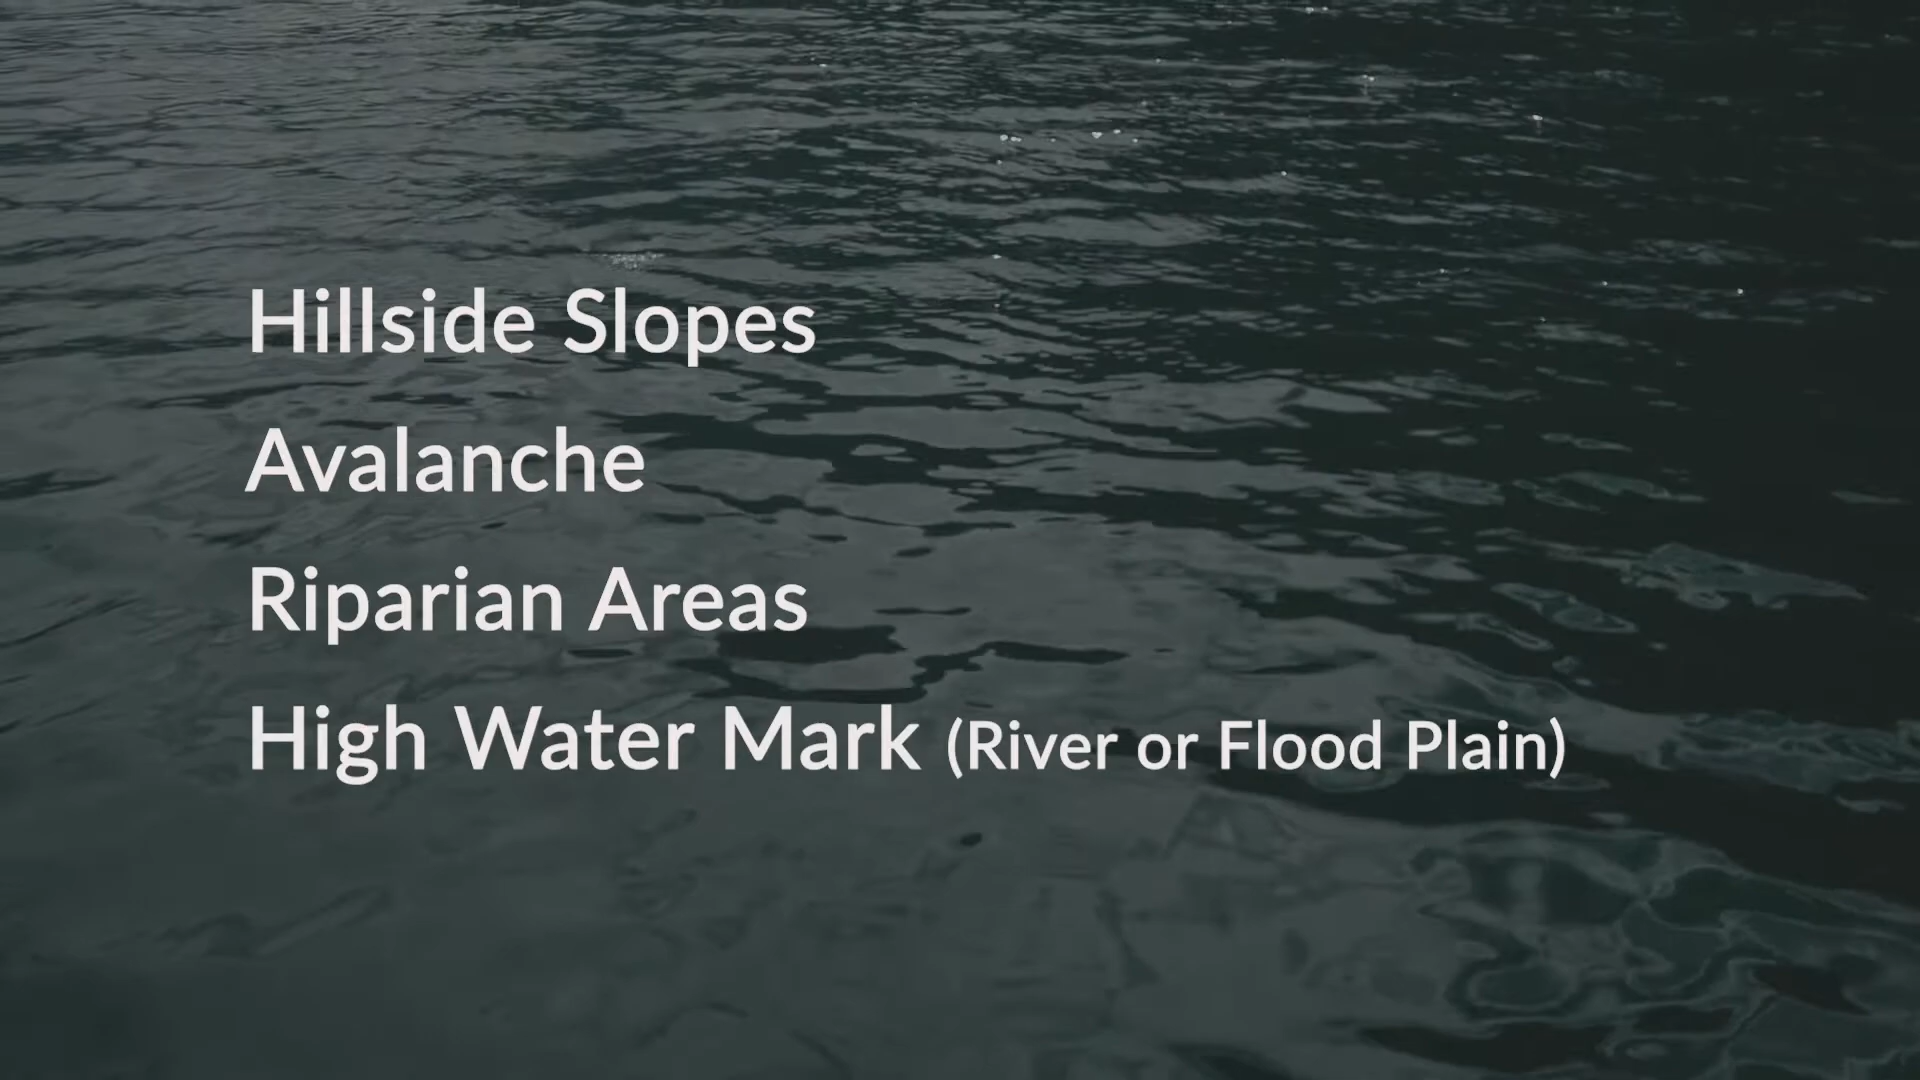 Hillside Slopes
Avalanche
Riparian Areas
High Water Mark (River or Flood Plain)